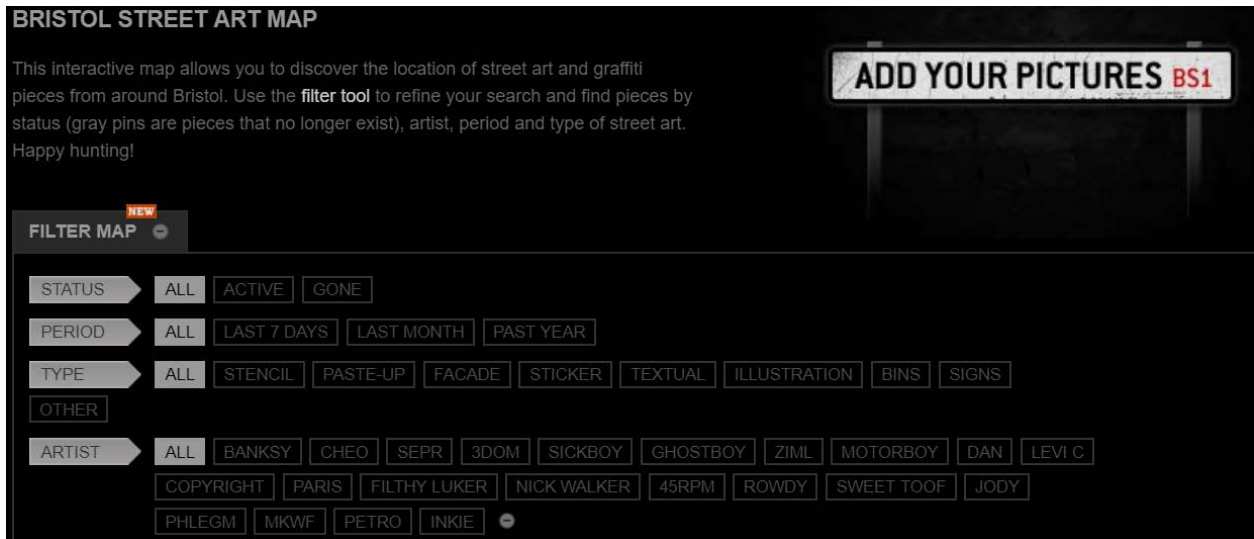 BRISTOL STREET ART MAP
This interactive map allows you to discover the location of street art and graffiti
pieces from around Bristol. Use the filter tool to refine your search and find pieces by
status (gray pins are pieces that no longer exist), artist, period and type of street art.
Happy hunting!
ADD YOUR PICTURES BS1
NEW
FILTER MAP
STATUS ALL ACTIVE GONE
PERIOD ALL LAST 7 DAYS LAST MONTH PAST YEAR
TYPE ALL STENCIL PASTE-UP FACADE STICKER TEXTUAL ILLUSTRATION BINS SIGNS
OTHER
ARTIST ALL BANKSY CHEO SEPR 3DOM SICKBOY GHOSTBOY ZIML MOTORBOY DAN LEVI C
COPYRIGHT PARIS FILTHY LUKER NICK WALKER 45RPM ROWDY SWEET TOOF JODY
PHLEGM MKWF PETRO INKIE